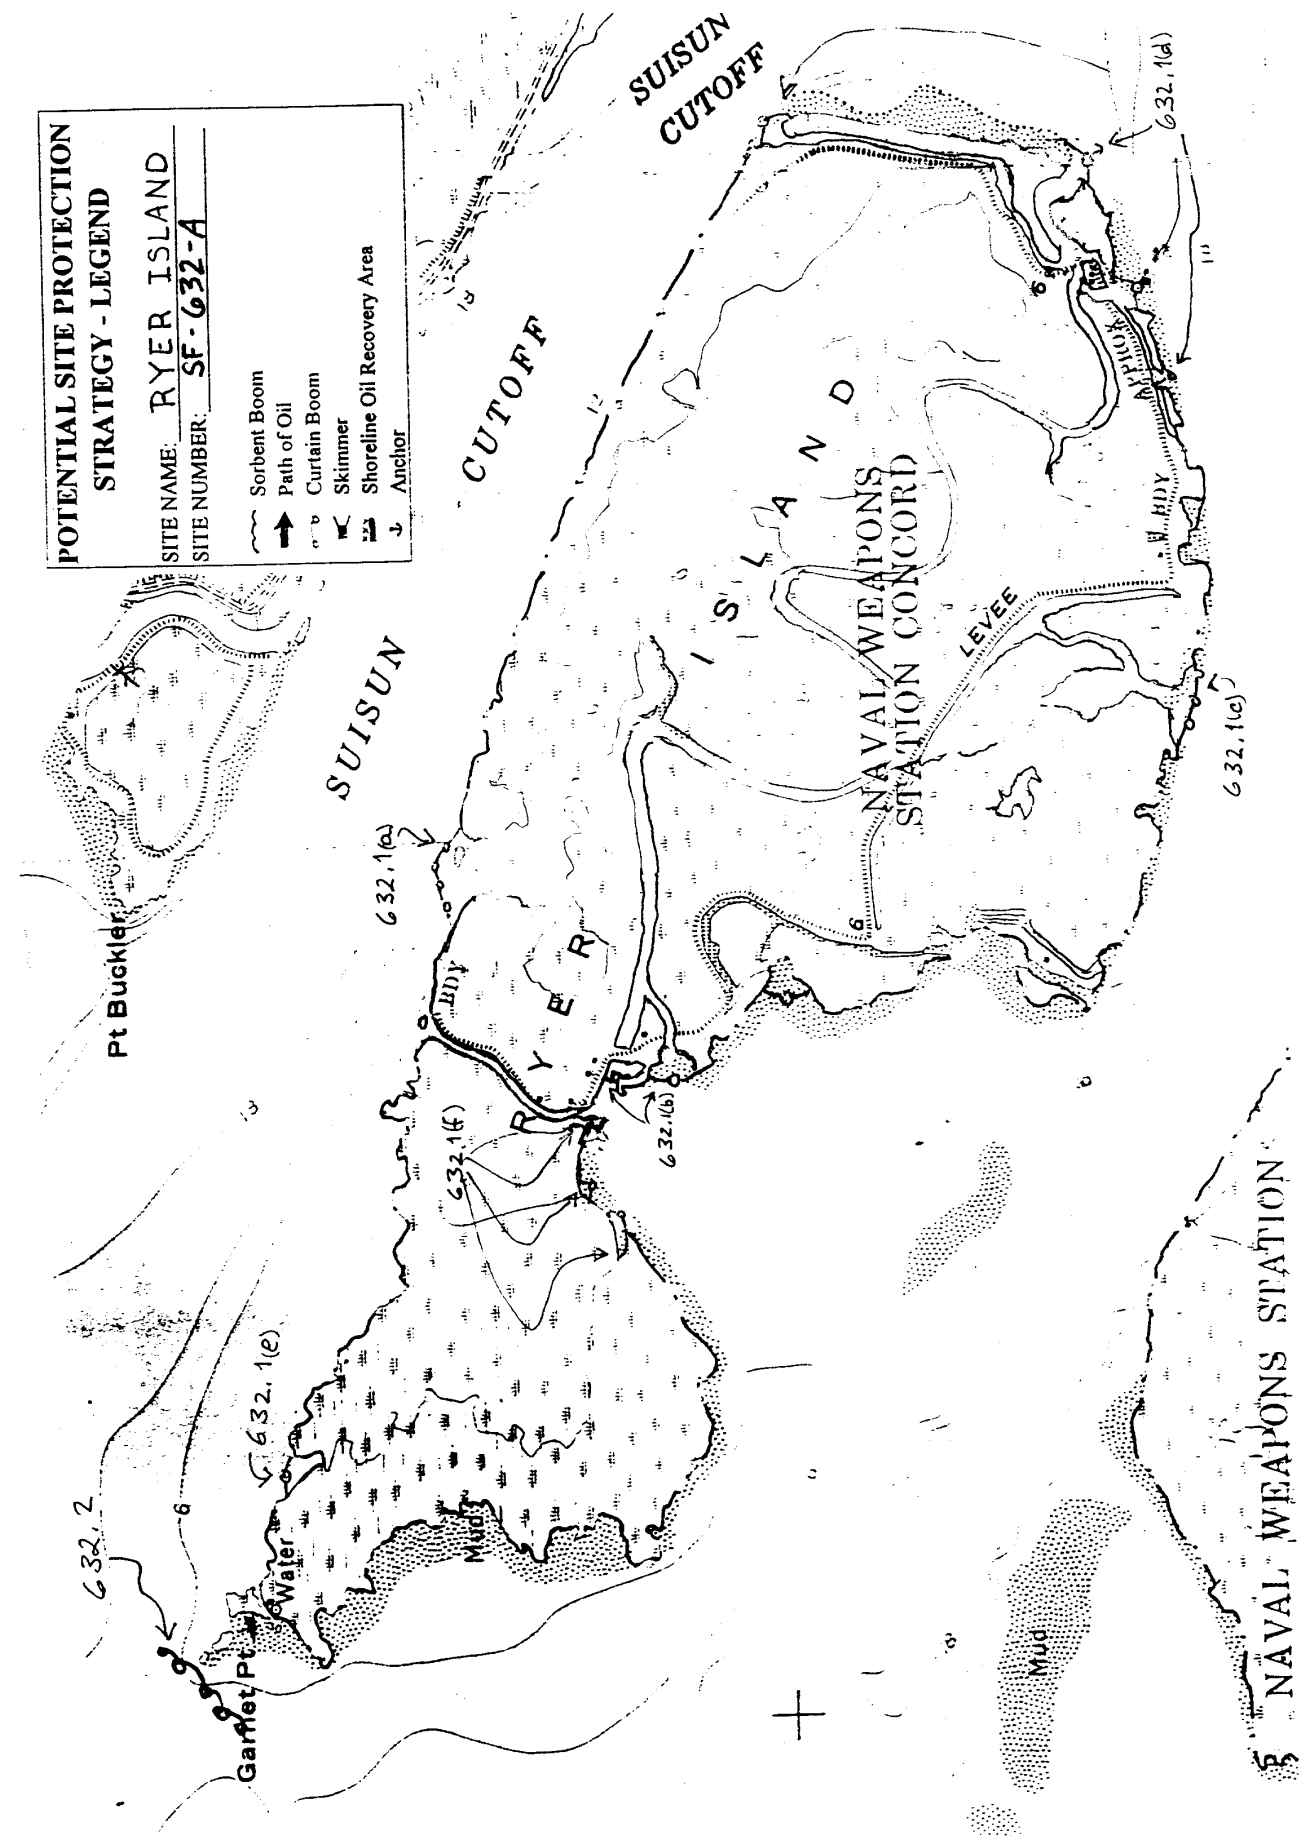 POTENTIAL SITE PROTECTION
STRATEGY - LEGEND
SITE NAME: RYER ISLAND
SITE NUMBER: SF-632-A
Sorbent Boom
Path of Oil
Curtain Boom
Skimmer
Shoreline Oil Recovery Area
Anchor
SUISUN
CUTOFF
SUISUN CUTOFF
Pt Buckler
632.1(a)
632.1(d)
BDY
RYER ISLAND
NAVAL WEAPONS
STATION CONCORD
LEVEE
APPROX
BDY
6
6
632.1(f)
632.1(b)
632.1(c)
632.1(e)
632.2
6
Garnet Pt
Water
Mud
Mud
NAVAL WEAPONS STATION